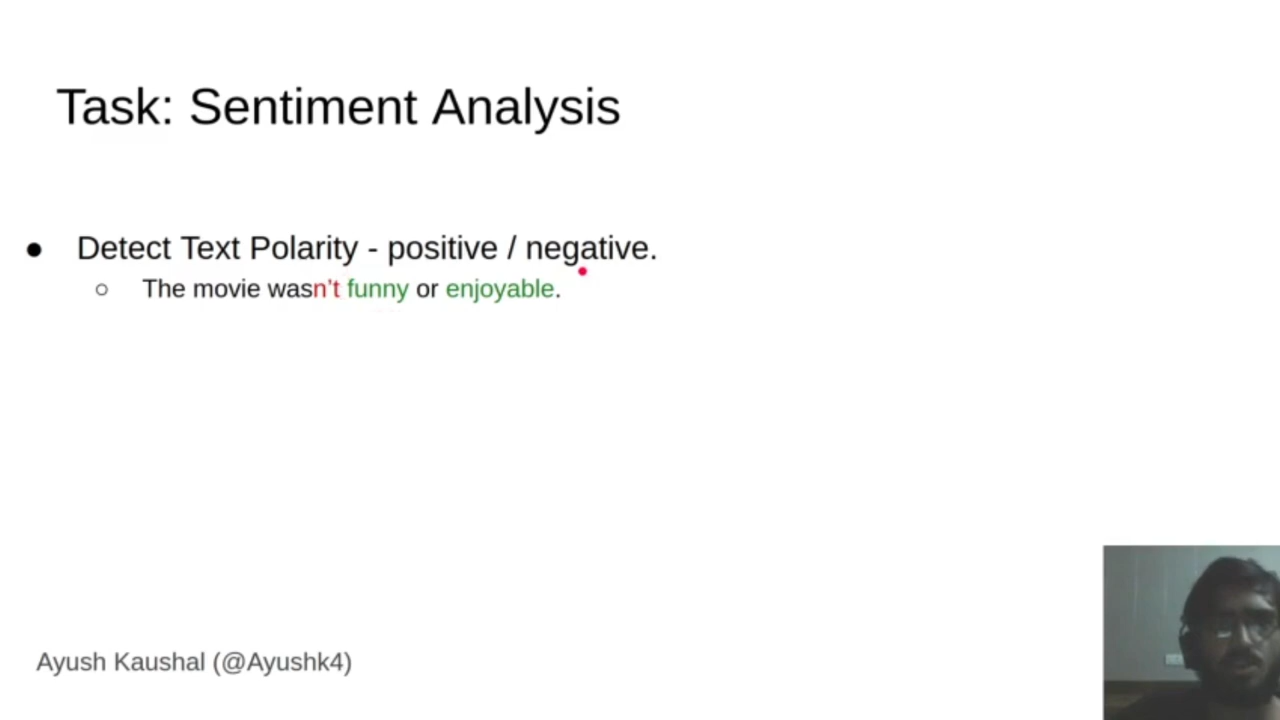 Task: Sentiment Analysis
● Detect Text Polarity - positive / negative.
○ The movie wasn't funny or enjoyable.
Ayush Kaushal (@Ayushk4)